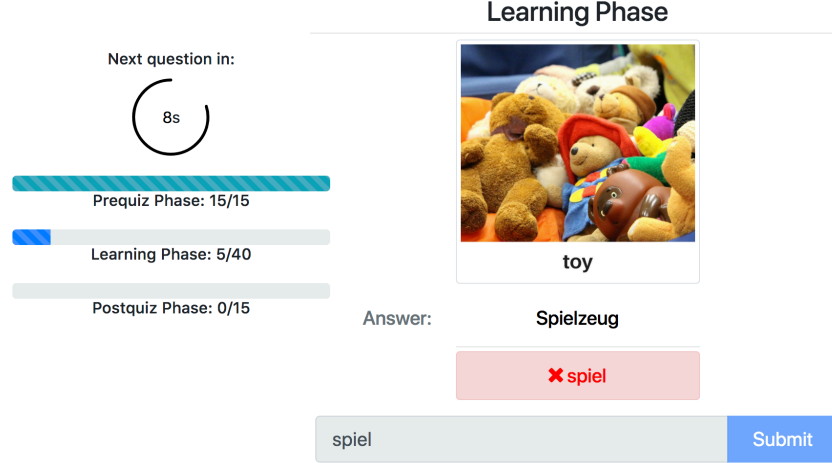 Learning Phase
Next question in:
8s
Prequiz Phase: 15/15
Learning Phase: 5/40
Postquiz Phase: 0/15
toy
Answer: Spielzeug
✖ spiel
spiel Submit